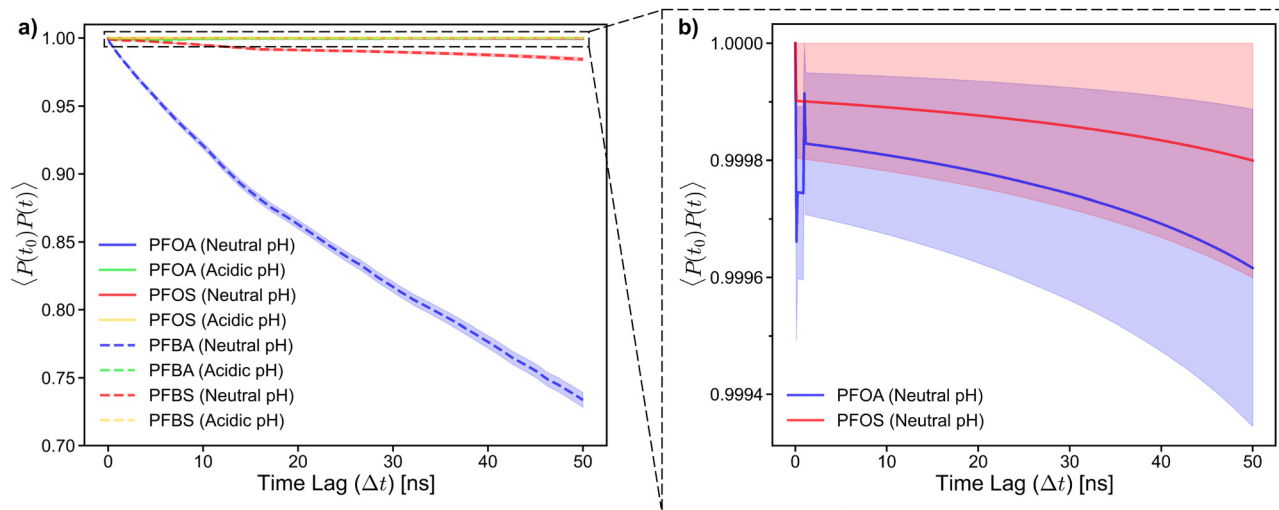 a)
1.00
0.95
0.90
0.85
0.80
0.75
0.70
⟨P(t₀)P(t)⟩
PFOA (Neutral pH)
PFOA (Acidic pH)
PFOS (Neutral pH)
PFOS (Acidic pH)
PFBA (Neutral pH)
PFBA (Acidic pH)
PFBS (Neutral pH)
PFBS (Acidic pH)
0 10 20 30 40 50
Time Lag (Δt) [ns]
b)
1.0000
0.9998
0.9996
0.9994
⟨P(t₀)P(t)⟩
PFOA (Neutral pH)
PFOS (Neutral pH)
0 10 20 30 40 50
Time Lag (Δt) [ns]